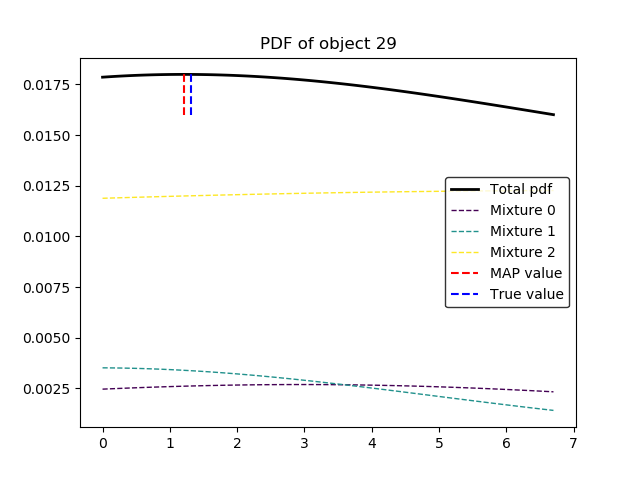 PDF of object 29
0.0175
0.0150
0.0125
0.0100
0.0075
0.0050
0.0025
Total pdf
Mixture 0
Mixture 1
Mixture 2
MAP value
True value
0 1 2 3 4 5 6 7